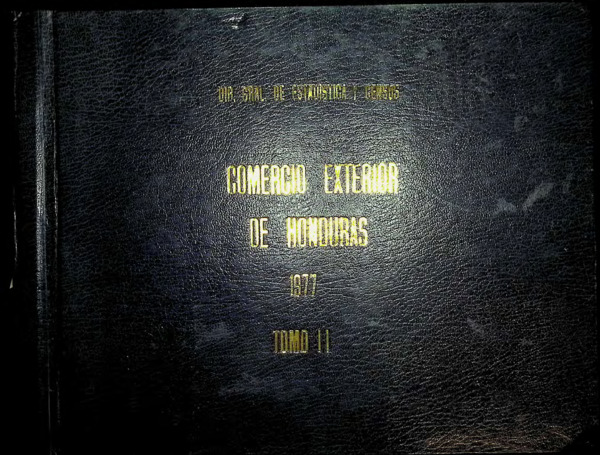 DIR. GRAL. DE ESTADISTICA Y CENSOS
COMERCIO EXTERIOR
DE HONDURAS
1977
TOMO II